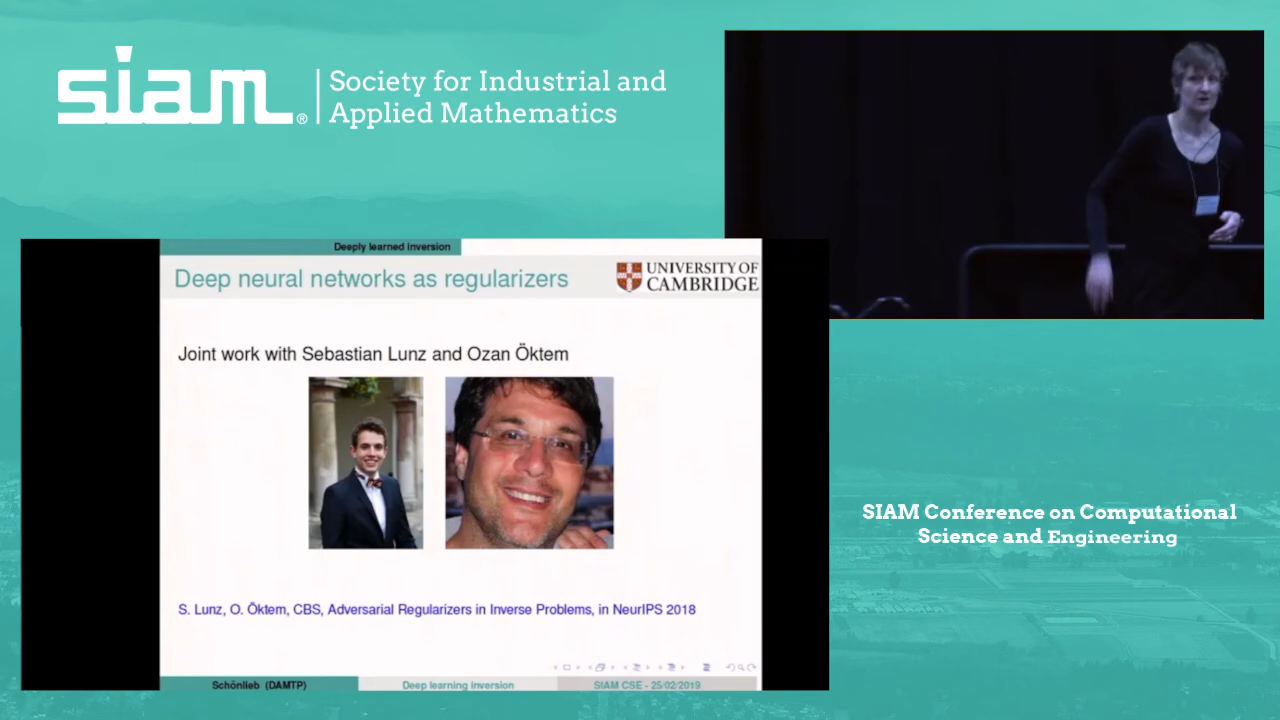 siam®
Society for Industrial and
Applied Mathematics
Deeply learned inversion
Deep neural networks as regularizers
UNIVERSITY OF
CAMBRIDGE
Joint work with Sebastian Lunz and Ozan Öktem
S. Lunz, O. Öktem, CBS, Adversarial Regularizers in Inverse Problems, in NeurIPS 2018
Schönlieb (DAMTP)
Deep learning inversion
SIAM CSE - 25/02/2019
SIAM Conference on Computational
Science and Engineering